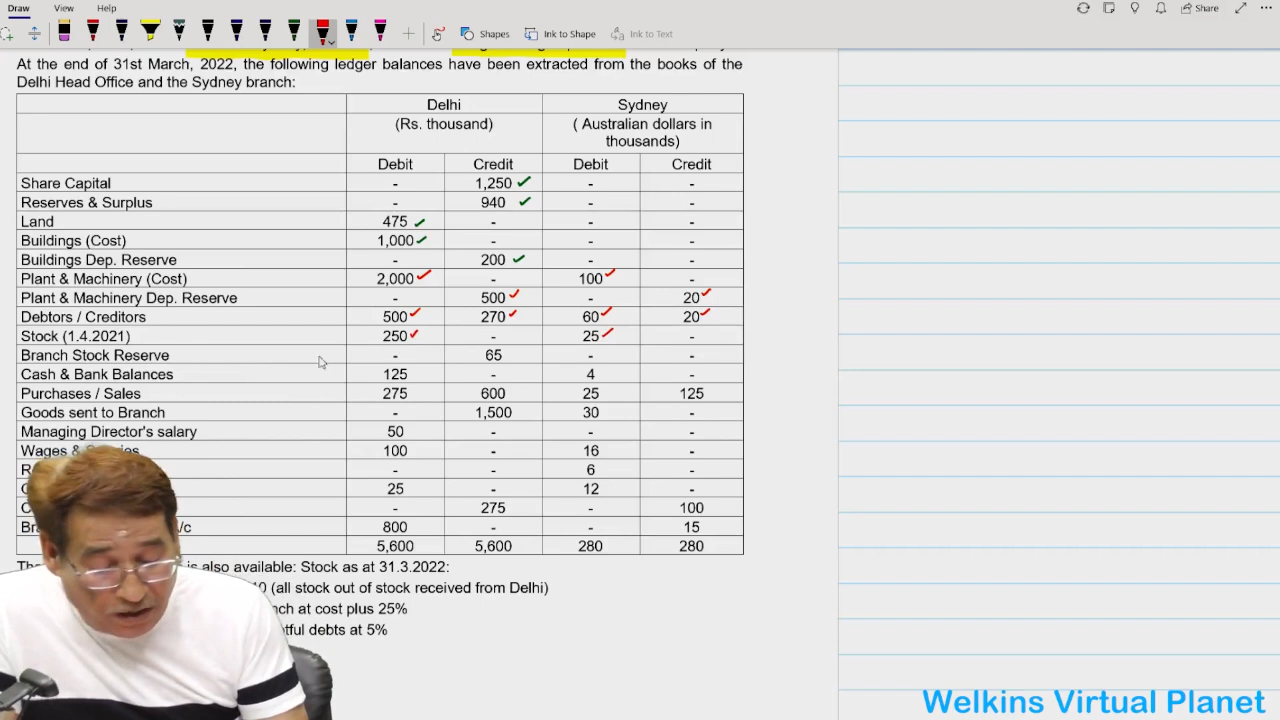 Draw View Help
Shapes Ink to Shape Ink to Text Share
At the end of 31st March, 2022, the following ledger balances have been extracted from the books of the
Delhi Head Office and the Sydney branch:
Delhi Sydney
(Rs. thousand) ( Australian dollars in
thousands)
Debit Credit Debit Credit
Share Capital - 1,250 - -
Reserves & Surplus - 940 - -
Land 475 - - -
Buildings (Cost) 1,000 - - -
Buildings Dep. Reserve - 200 - -
Plant & Machinery (Cost) 2,000 - 100 -
Plant & Machinery Dep. Reserve - 500 - 20
Debtors / Creditors 500 270 60 20
Stock (1.4.2021) 250 - 25 -
Branch Stock Reserve - 65 - -
Cash & Bank Balances 125 - 4 -
Purchases / Sales 275 600 25 125
Goods sent to Branch - 1,500 30 -
Managing Director's salary 50 - - -
Wages & 100 - 16 -
- - 6 -
25 - 12 -
- 275 - 100
/c 800 - - 15
5,600 5,600 280 280
is also available: Stock as at 31.3.2022:
(all stock out of stock received from Delhi)
at cost plus 25%
debts at 5%
Welkins Virtual Planet